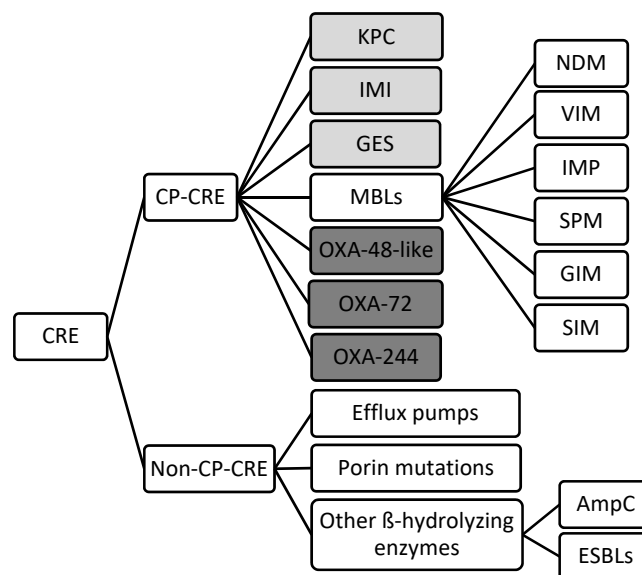 KPC
IMI
GES
CP-CRE
MBLs
OXA-48-like
OXA-72
OXA-244
NDM
VIM
IMP
SPM
GIM
SIM
CRE
Non-CP-CRE
Efflux pumps
Porin mutations
Other ß-hydrolyzing
enzymes
AmpC
ESBLs